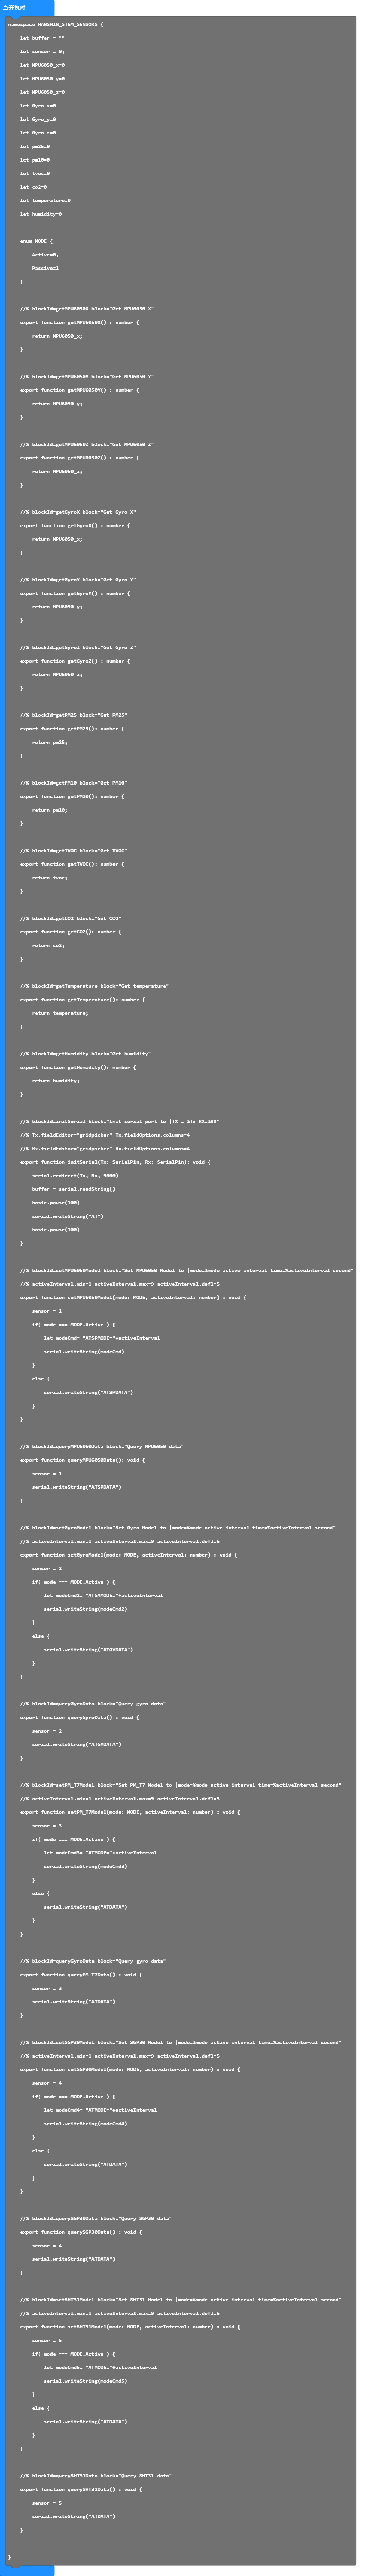 当开机时
namespace HANSHIN_STEM_SENSORS {
let buffer = ""
let sensor = 0;
let MPU6050_x=0
let MPU6050_y=0
let MPU6050_z=0
let Gyro_x=0
let Gyro_y=0
let Gyro_z=0
let pm25=0
let pm10=0
let tvoc=0
let co2=0
let temperature=0
let humidity=0
enum MODE {
Active=0,
Passive=1
}
//% blockId=getMPU6050X block="Get MPU6050 X"
export function getMPU6050X() : number {
return MPU6050_x;
}
//% blockId=getMPU6050Y block="Get MPU6050 Y"
export function getMPU6050Y() : number {
return MPU6050_y;
}
//% blockId=getMPU6050Z block="Get MPU6050 Z"
export function getMPU6050Z() : number {
return MPU6050_z;
}
//% blockId=getGyroX block="Get Gyro X"
export function getGyroX() : number {
return MPU6050_x;
}
//% blockId=getGyroY block="Get Gyro Y"
export function getGyroY() : number {
return MPU6050_y;
}
//% blockId=getGyroZ block="Get Gyro Z"
export function getGyroZ() : number {
return MPU6050_z;
}
//% blockId=getPM25 block="Get PM25"
export function getPM25(): number {
return pm25;
}
//% blockId=getPM10 block="Get PM10"
export function getPM10(): number {
return pm10;
}
//% blockId=getTVOC block="Get TVOC"
export function getTVOC(): number {
return tvoc;
}
//% blockId=getCO2 block="Get CO2"
export function getCO2(): number {
return co2;
}
//% blockId=getTemperature block="Get temperature"
export function getTemperature(): number {
return temperature;
}
//% blockId=getHumidity block="Get humidity"
export function getHumidity(): number {
return humidity;
}
//% blockId=initSerial block="Init serial port to |TX = %Tx RX=%RX"
//% Tx.fieldEditor="gridpicker" Tx.fieldOptions.columns=4
//% Rx.fieldEditor="gridpicker" Rx.fieldOptions.columns=4
export function initSerial(Tx: SerialPin, Rx: SerialPin): void {
serial.redirect(Tx, Rx, 9600)
buffer = serial.readString()
basic.pause(100)
serial.writeString("AT")
basic.pause(100)
}
//% blockId=setMPU6050Model block="Set MPU6050 Model to |mode=%mode active interval time=%activeInterval second"
//% activeInterval.min=1 activeInterval.max=9 activeInterval.defl=5
export function setMPU6050Model(mode: MODE, activeInterval: number) : void {
sensor = 1
if( mode === MODE.Active ) {
let modeCmd= "ATSPMODE="+activeInterval
serial.writeString(modeCmd)
}
else {
serial.writeString("ATSPDATA")
}
}
//% blockId=queryMPU6050Data block="Query MPU6050 data"
export function queryMPU6050Data(): void {
sensor = 1
serial.writeString("ATSPDATA")
}
//% blockId=setGyroModel block="Set Gyro Model to |mode=%mode active interval time=%activeInterval second"
//% activeInterval.min=1 activeInterval.max=9 activeInterval.defl=5
export function setGyroModel(mode: MODE, activeInterval: number) : void {
sensor = 2
if( mode === MODE.Active ) {
let modeCmd2= "ATGYMODE="+activeInterval
serial.writeString(modeCmd2)
}
else {
serial.writeString("ATGYDATA")
}
}
//% blockId=queryGyroData block="Query gyro data"
export function queryGyroData() : void {
sensor = 2
serial.writeString("ATGYDATA")
}
//% blockId=setPM_T7Model block="Set PM_T7 Model to |mode=%mode active interval time=%activeInterval second"
//% activeInterval.min=1 activeInterval.max=9 activeInterval.defl=5
export function setPM_T7Model(mode: MODE, activeInterval: number) : void {
sensor = 3
if( mode === MODE.Active ) {
let modeCmd3= "ATMODE="+activeInterval
serial.writeString(modeCmd3)
}
else {
serial.writeString("ATDATA")
}
}
//% blockId=queryGyroData block="Query gyro data"
export function queryPM_T7Data() : void {
sensor = 3
serial.writeString("ATDATA")
}
//% blockId=setSGP30Model block="Set SGP30 Model to |mode=%mode active interval time=%activeInterval second"
//% activeInterval.min=1 activeInterval.max=9 activeInterval.defl=5
export function setSGP30Model(mode: MODE, activeInterval: number) : void {
sensor = 4
if( mode === MODE.Active ) {
let modeCmd4= "ATMODE="+activeInterval
serial.writeString(modeCmd4)
}
else {
serial.writeString("ATDATA")
}
}
//% blockId=querySGP30Data block="Query SGP30 data"
export function querySGP30Data() : void {
sensor = 4
serial.writeString("ATDATA")
}
//% blockId=setSHT31Model block="Set SHT31 Model to |mode=%mode active interval time=%activeInterval second"
//% activeInterval.min=1 activeInterval.max=9 activeInterval.defl=5
export function setSHT31Model(mode: MODE, activeInterval: number) : void {
sensor = 5
if( mode === MODE.Active ) {
let modeCmd5= "ATMODE="+activeInterval
serial.writeString(modeCmd5)
}
else {
serial.writeString("ATDATA")
}
}
//% blockId=querySHT31Data block="Query SHT31 data"
export function querySHT31Data() : void {
sensor = 5
serial.writeString("ATDATA")
}
}